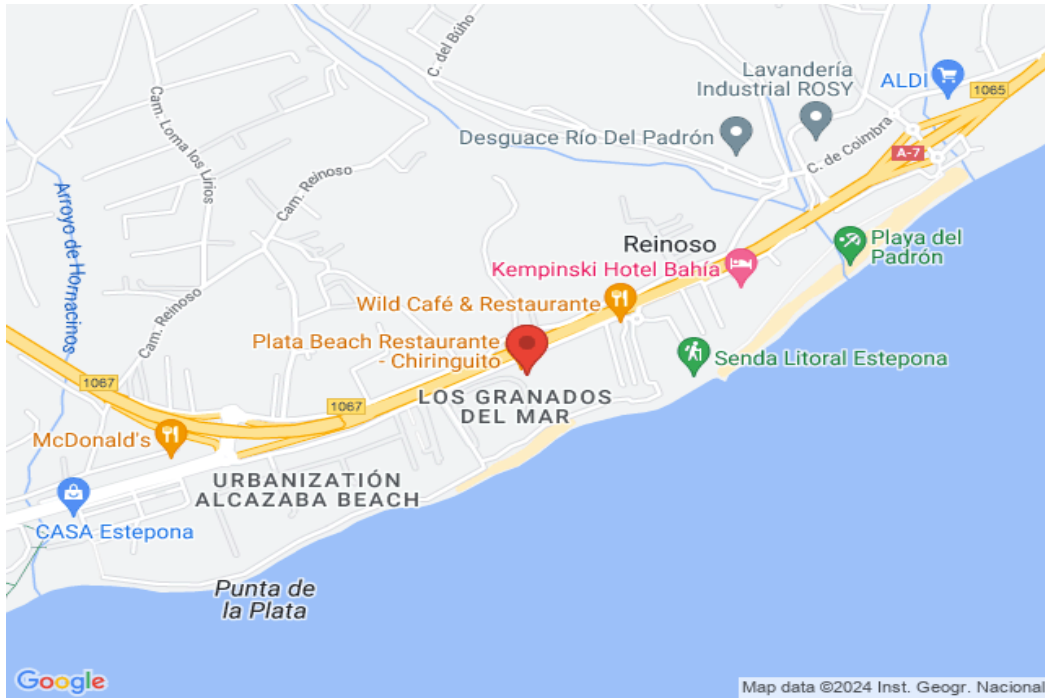 C. del Búho
Lavandería
Industrial ROSY
ALDI
1065
Cam. Loma los Lirios
Desguace Río Del Padrón
C. de Coimbra
A-7
Cam. Reinoso
Arroyo de Hornacinos
Reinoso
Playa del
Padrón
Kempinski Hotel Bahía
Wild Café & Restaurante
Cam. Reinoso
Plata Beach Restaurante
- Chiringuito
Senda Litoral Estepona
1067
1067
LOS GRANADOS
DEL MAR
McDonald's
URBANIZATIÓN
ALCAZABA BEACH
CASA Estepona
Punta de
la Plata
Google
Map data ©2024 Inst. Geogr. Nacional